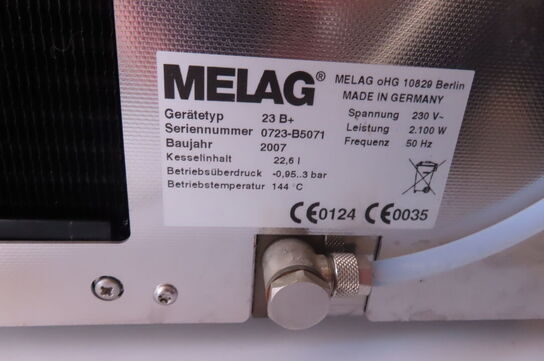 MELAG® MELAG oHG 10829 Berlin
MADE IN GERMANY
Gerätetyp 23 B+ Spannung 230 V~
Seriennummer 0723-B5071 Leistung 2.100 W
Baujahr 2007 Frequenz 50 Hz
Kesselinhalt 22,6 l
Betriebsüberdruck -0,95..3 bar
Betriebstemperatur 144 °C
CE0124 CE0035